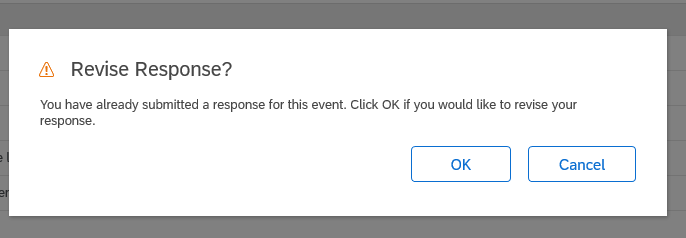 Revise Response?
You have already submitted a response for this event. Click OK if you would like to revise your
response.
OK
Cancel